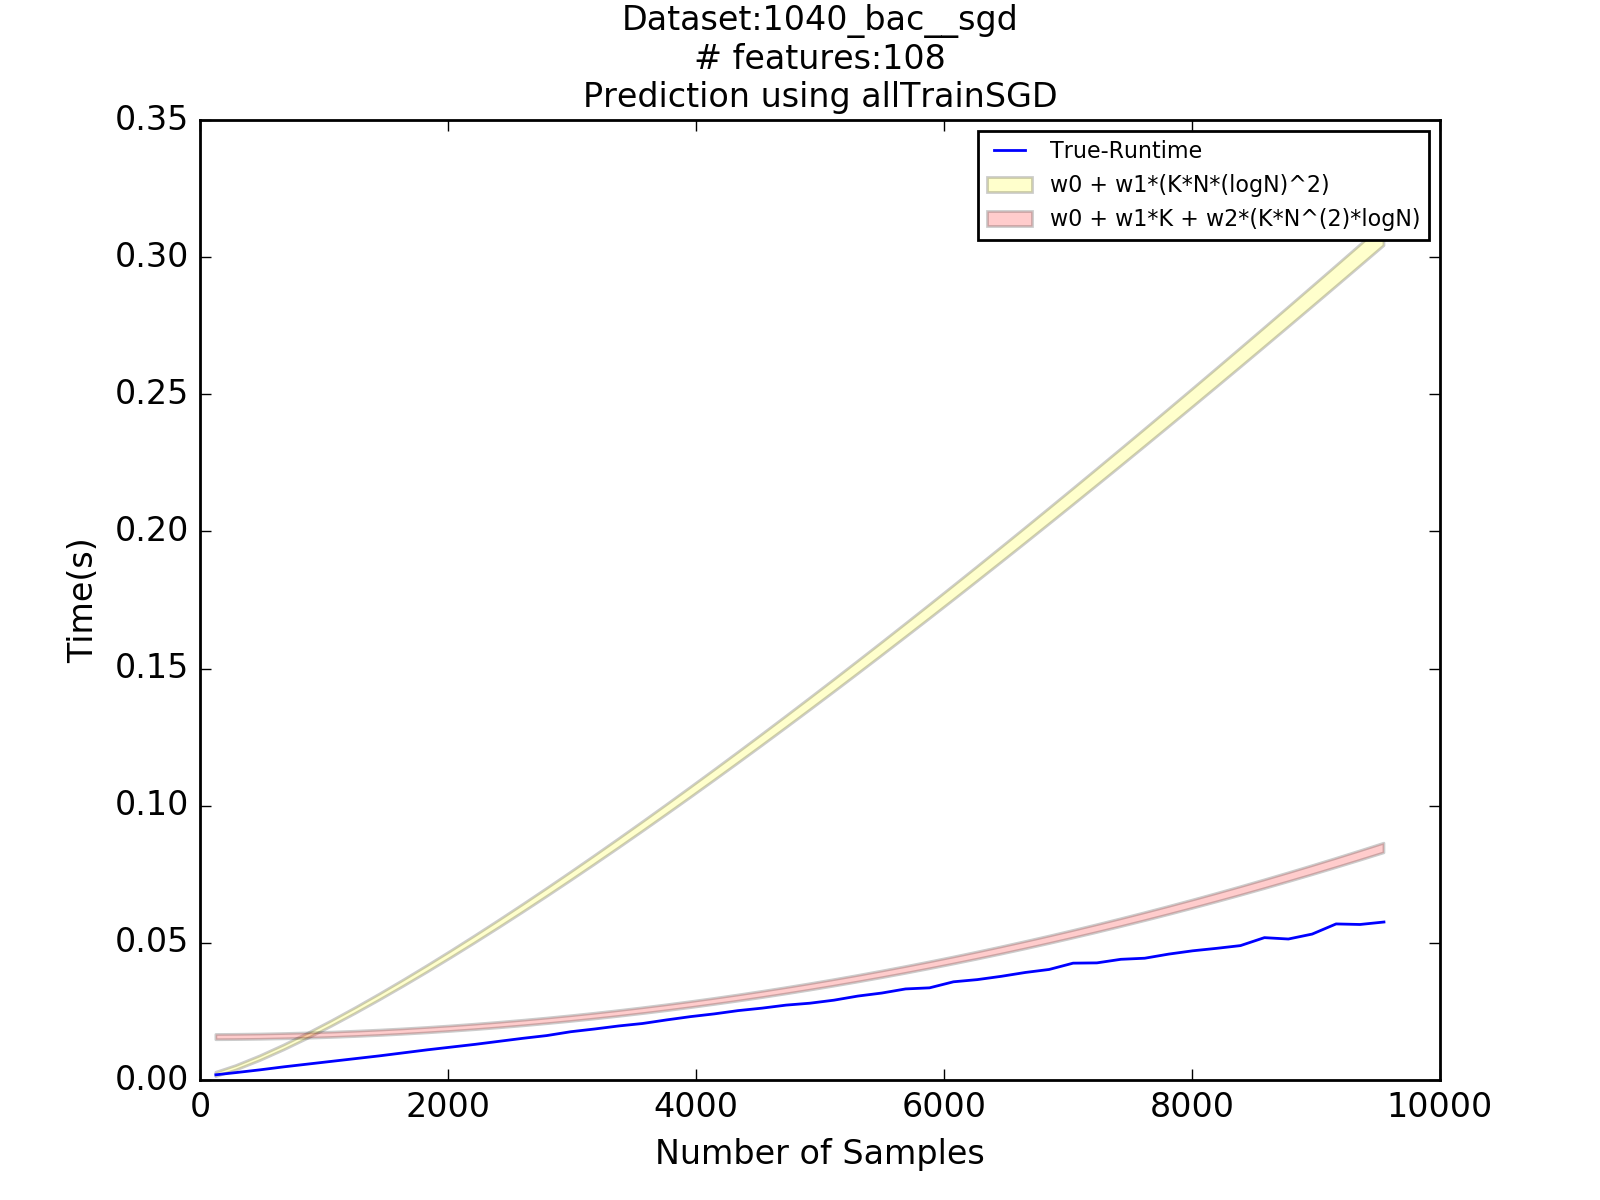 Dataset:1040_bac__sgd
# features:108
Prediction using allTrainSGD
True-Runtime
w0 + w1*(K*N*(logN)^2)
w0 + w1*K + w2*(K*N^(2)*logN)
0.35
0.30
0.25
0.20
0.15
0.10
0.05
0.00
Time(s)
0 2000 4000 6000 8000 10000
Number of Samples